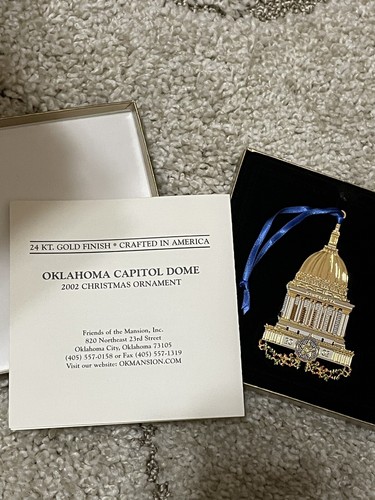 24 KT. GOLD FINISH * CRAFTED IN AMERICA
OKLAHOMA CAPITOL DOME
2002 CHRISTMAS ORNAMENT
Friends of the Mansion, Inc.
820 Northeast 23rd Street
Oklahoma City, Oklahoma 73105
(405) 557-0158 or Fax (405) 557-1319
Visit our website: OKMANSION.COM